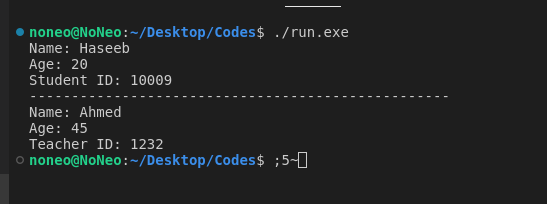 noneo@NoNeo:~/Desktop/Codes$ ./run.exe
Name: Haseeb
Age: 20
Student ID: 10009
--------------------------------------------------
Name: Ahmed
Age: 45
Teacher ID: 1232
noneo@NoNeo:~/Desktop/Codes$ ;5~